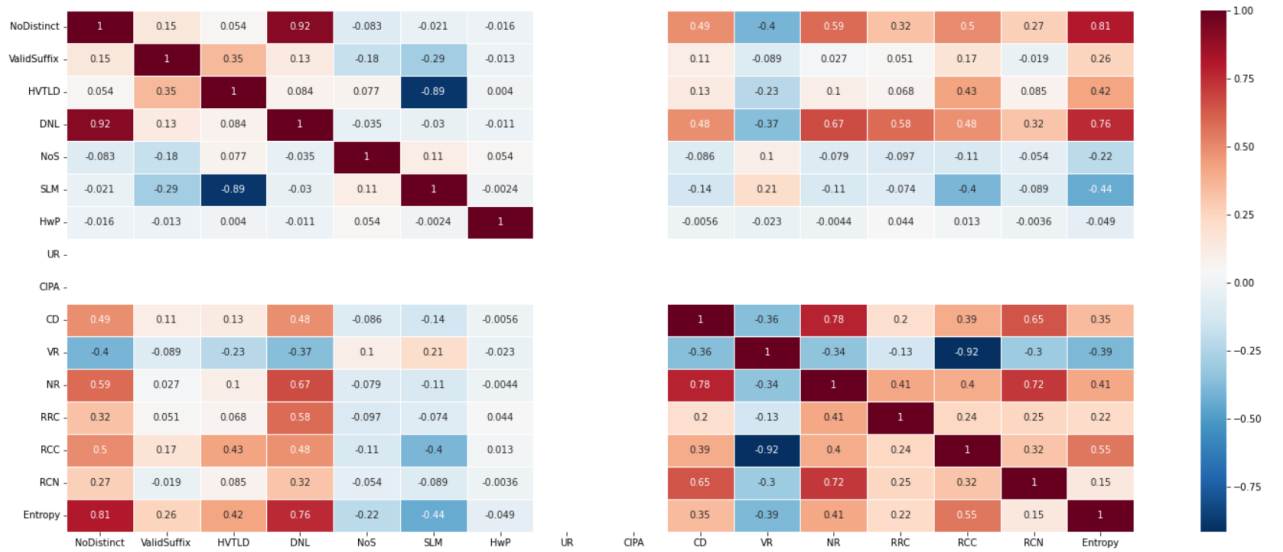 NoDistinct 1 0.15 0.054 0.92 -0.083 -0.021 -0.016 0.49 -0.4 0.59 0.32 0.5 0.27 0.81 1.00
ValidSuffix 0.15 1 0.35 0.13 -0.18 -0.29 -0.013 0.11 -0.089 0.027 0.051 0.17 -0.019 0.26
0.75
HVTLD 0.054 0.35 1 0.084 0.077 -0.89 0.004 0.13 -0.23 0.1 0.068 0.43 0.085 0.42
DNL 0.92 0.13 0.084 1 -0.035 -0.03 -0.011 0.48 -0.37 0.67 0.58 0.48 0.32 0.76
0.50
NoS -0.083 -0.18 0.077 -0.035 1 0.11 0.054 -0.086 0.1 -0.079 -0.097 -0.11 -0.054 -0.22
SLM -0.021 -0.29 -0.89 -0.03 0.11 1 -0.0024 -0.14 0.21 -0.11 -0.074 -0.4 -0.089 -0.44
0.25
HwP -0.016 -0.013 0.004 -0.011 0.054 -0.0024 1 -0.0056 -0.023 -0.0044 0.044 0.013 -0.0036 -0.049
UR
0.00
CIPA
CD 0.49 0.11 0.13 0.48 -0.086 -0.14 -0.0056 1 -0.36 0.78 0.2 0.39 0.65 0.35
VR -0.4 -0.089 -0.23 -0.37 0.1 0.21 -0.023 -0.36 1 -0.34 -0.13 -0.92 -0.3 -0.39
−0.25
NR 0.59 0.027 0.1 0.67 -0.079 -0.11 -0.0044 0.78 -0.34 1 0.41 0.4 0.72 0.41
RRC 0.32 0.051 0.068 0.58 -0.097 -0.074 0.044 0.2 -0.13 0.41 1 0.24 0.25 0.22
−0.50
RCC 0.5 0.17 0.43 0.48 -0.11 -0.4 0.013 0.39 -0.92 0.4 0.24 1 0.32 0.55
RCN 0.27 -0.019 0.085 0.32 -0.054 -0.089 -0.0036 0.65 -0.3 0.72 0.25 0.32 1 0.15
−0.75
Entropy 0.81 0.26 0.42 0.76 -0.22 -0.44 -0.049 0.35 -0.39 0.41 0.22 0.55 0.15 1
NoDistinct ValidSuffix HVTLD DNL NoS SLM HwP UR CIPA CD VR NR RRC RCC RCN Entropy